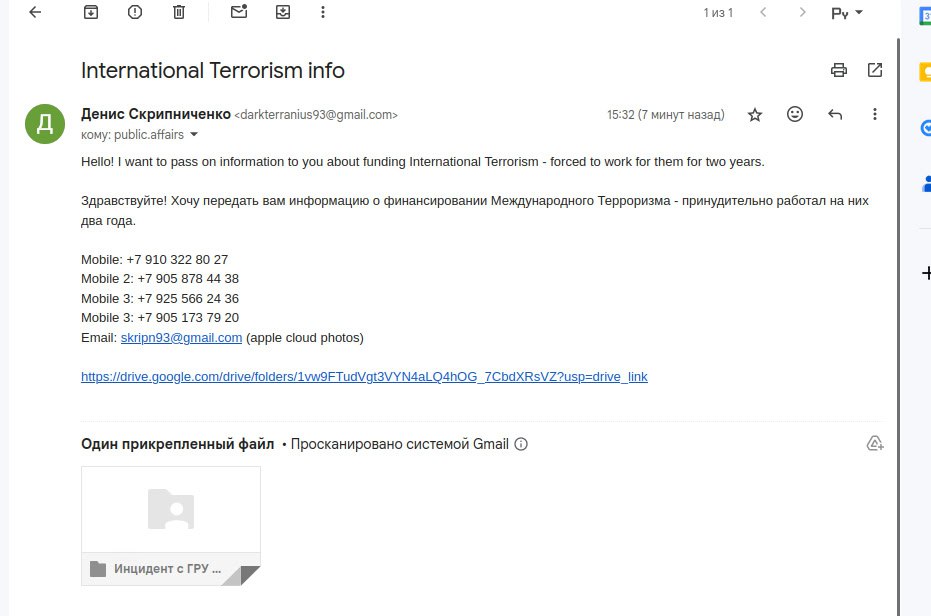 1 из 1
Ру
International Terrorism info
Денис Скрипниченко <darkterranius93@gmail.com>
15:32 (7 минут назад)
кому: public.affairs
Hello! I want to pass on information to you about funding International Terrorism - forced to work for them for two years.
Здравствуйте! Хочу передать вам информацию о финансировании Международного Терроризма - принудительно работал на них
два года.
Mobile: +7 910 322 80 27
Mobile 2: +7 905 878 44 38
Mobile 3: +7 925 566 24 36
Mobile 3: +7 905 173 79 20
Email: skripn93@gmail.com (apple cloud photos)
https://drive.google.com/drive/folders/1vw9FTudVgt3VYN4aLQ4hOG_7CbdXRsVZ?usp=drive_link
Один прикрепленный файл • Просканировано системой Gmail
Инцидент с ГРУ ...